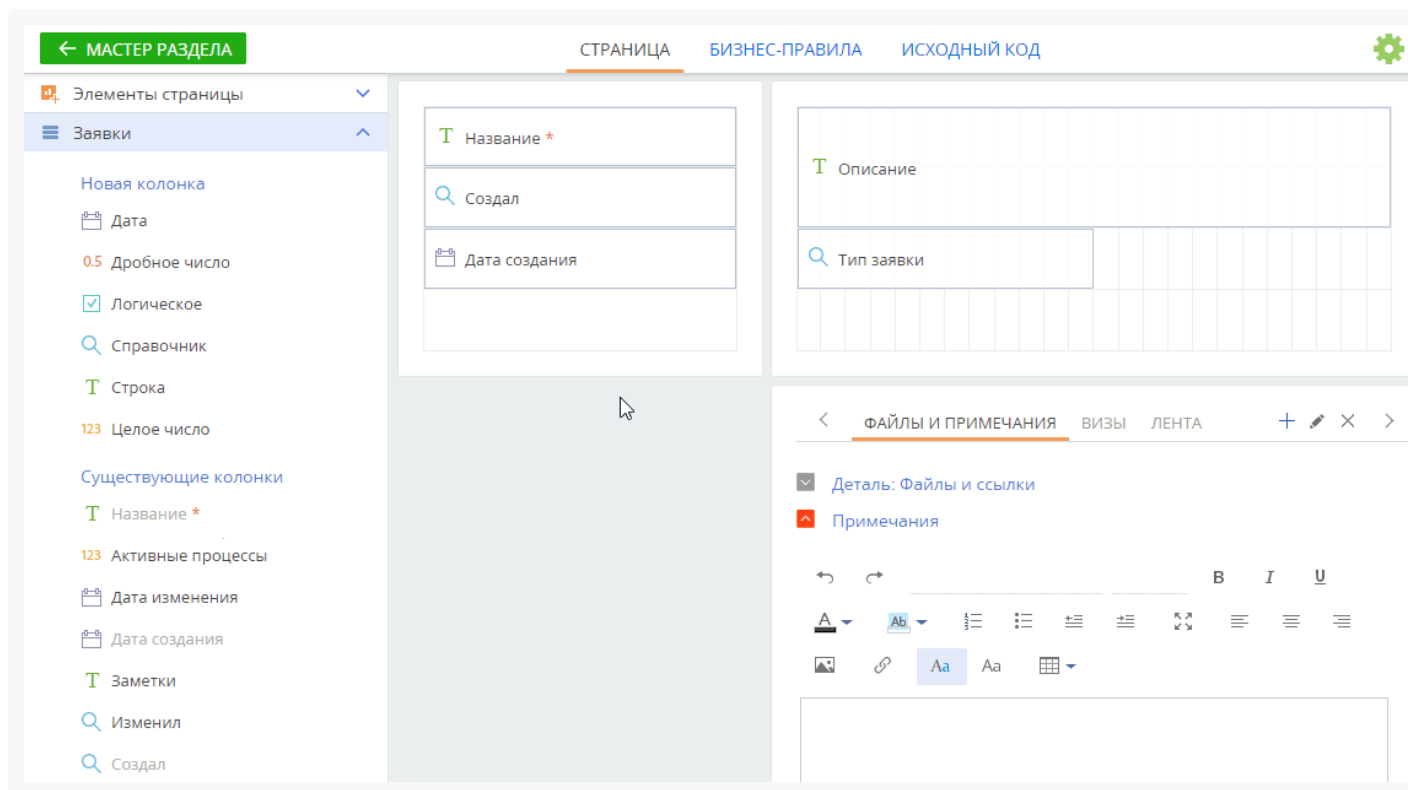 МАСТЕР РАЗДЕЛА
СТРАНИЦА БИЗНЕС-ПРАВИЛА ИСХОДНЫЙ КОД
Элементы страницы
Заявки
Новая колонка
Дата
0.5 Дробное число
Логическое
Справочник
T Строка
123 Целое число
Существующие колонки
T Название *
123 Активные процессы
Дата изменения
Дата создания
T Заметки
Изменил
Создал
T Название *
Создал
Дата создания
T Описание
Тип заявки
ФАЙЛЫ И ПРИМЕЧАНИЯ ВИЗЫ ЛЕНТА
Деталь: Файлы и ссылки
Примечания
B I U
A Ab
Aa Aa